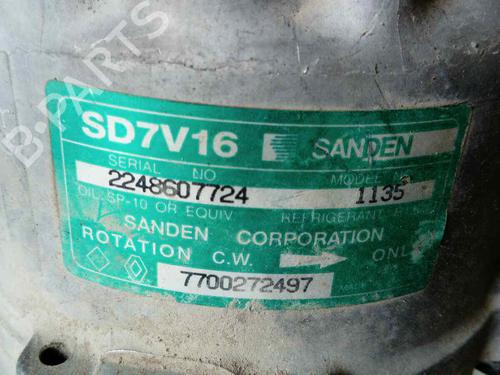 SD7V16 SANDEN
SERIAL NO MODEL
2248607724 1135
OIL SP-10 OR EQUIV. REFRIGERANT
SANDEN CORPORATION
ROTATION C.W. ONLY
7700272497
B-PARTS